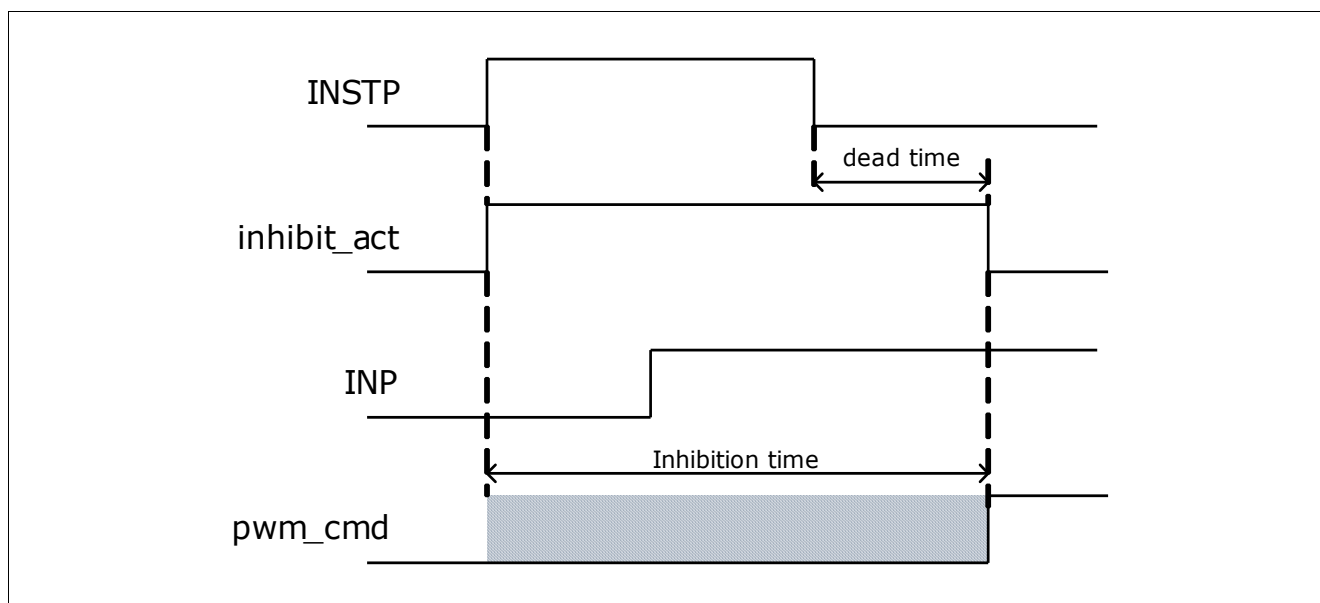 INSTP
dead time
inhibit_act
INP
Inhibition time
pwm_cmd